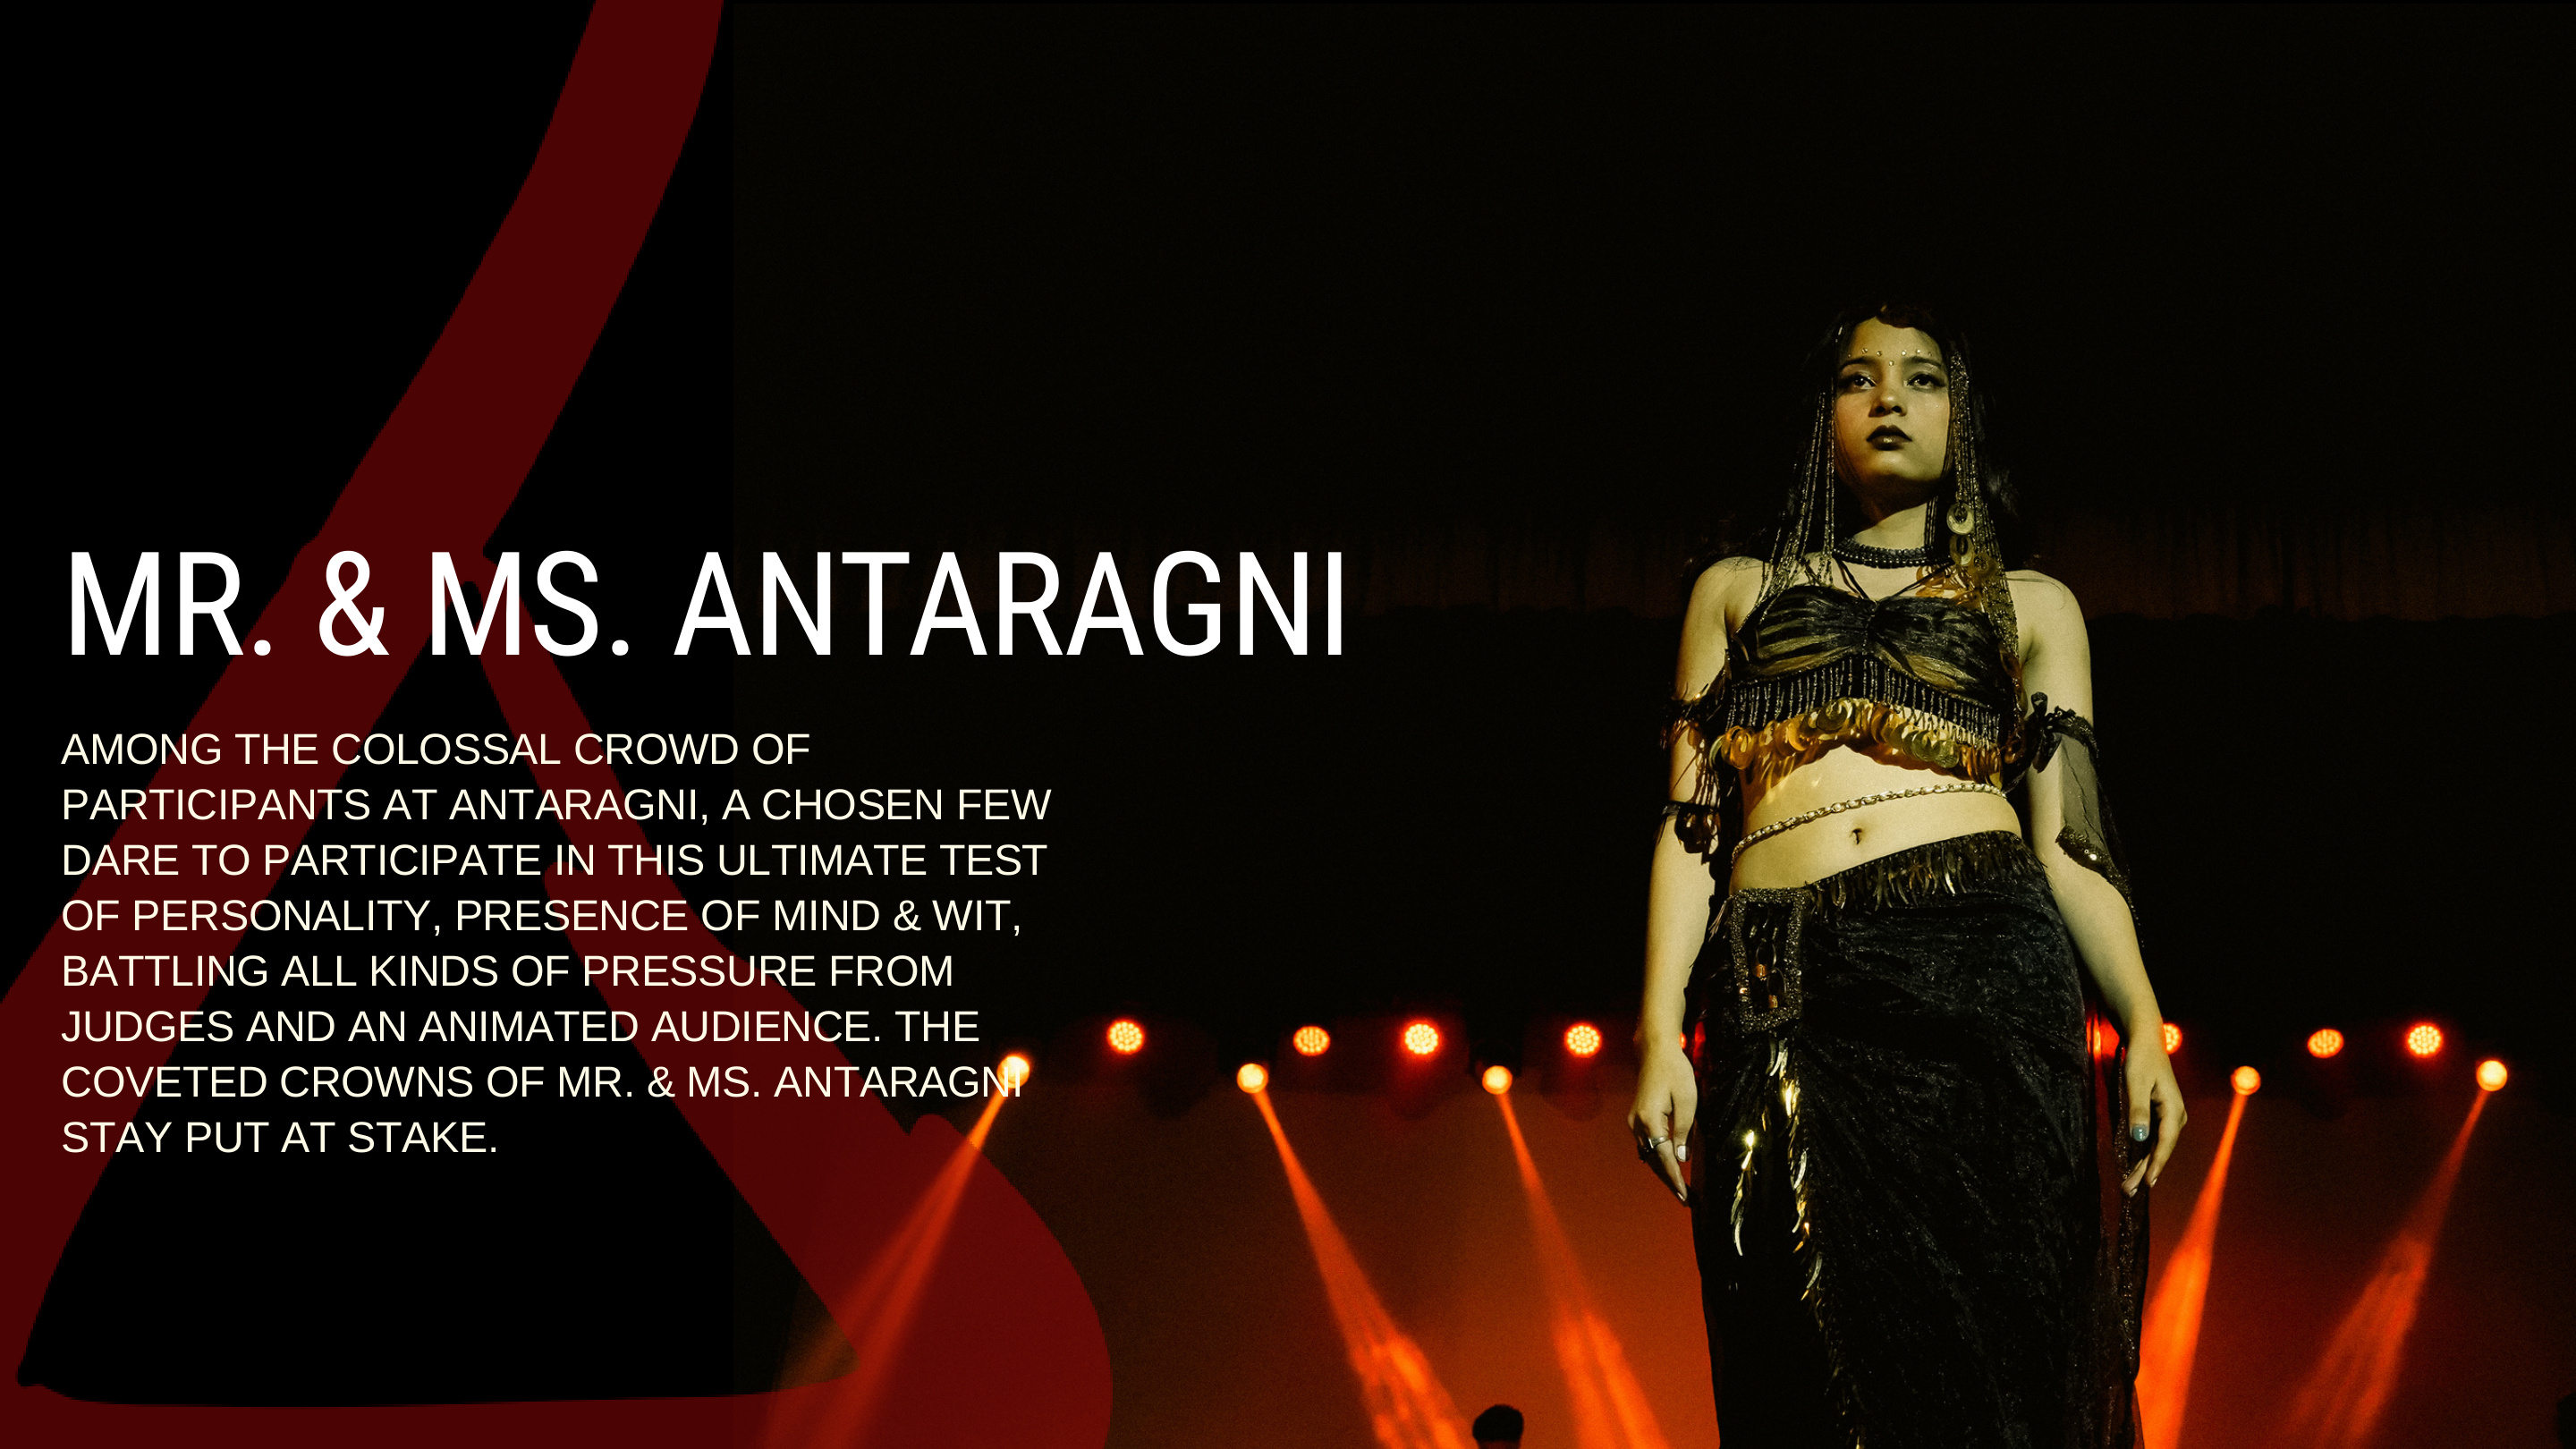 MR. & MS. ANTARAGNI
AMONG THE COLOSSAL CROWD OF
PARTICIPANTS AT ANTARAGNI, A CHOSEN FEW
DARE TO PARTICIPATE IN THIS ULTIMATE TEST
OF PERSONALITY, PRESENCE OF MIND & WIT,
BATTLING ALL KINDS OF PRESSURE FROM
JUDGES AND AN ANIMATED AUDIENCE. THE
COVETED CROWNS OF MR. & MS. ANTARAGNI
STAY PUT AT STAKE.